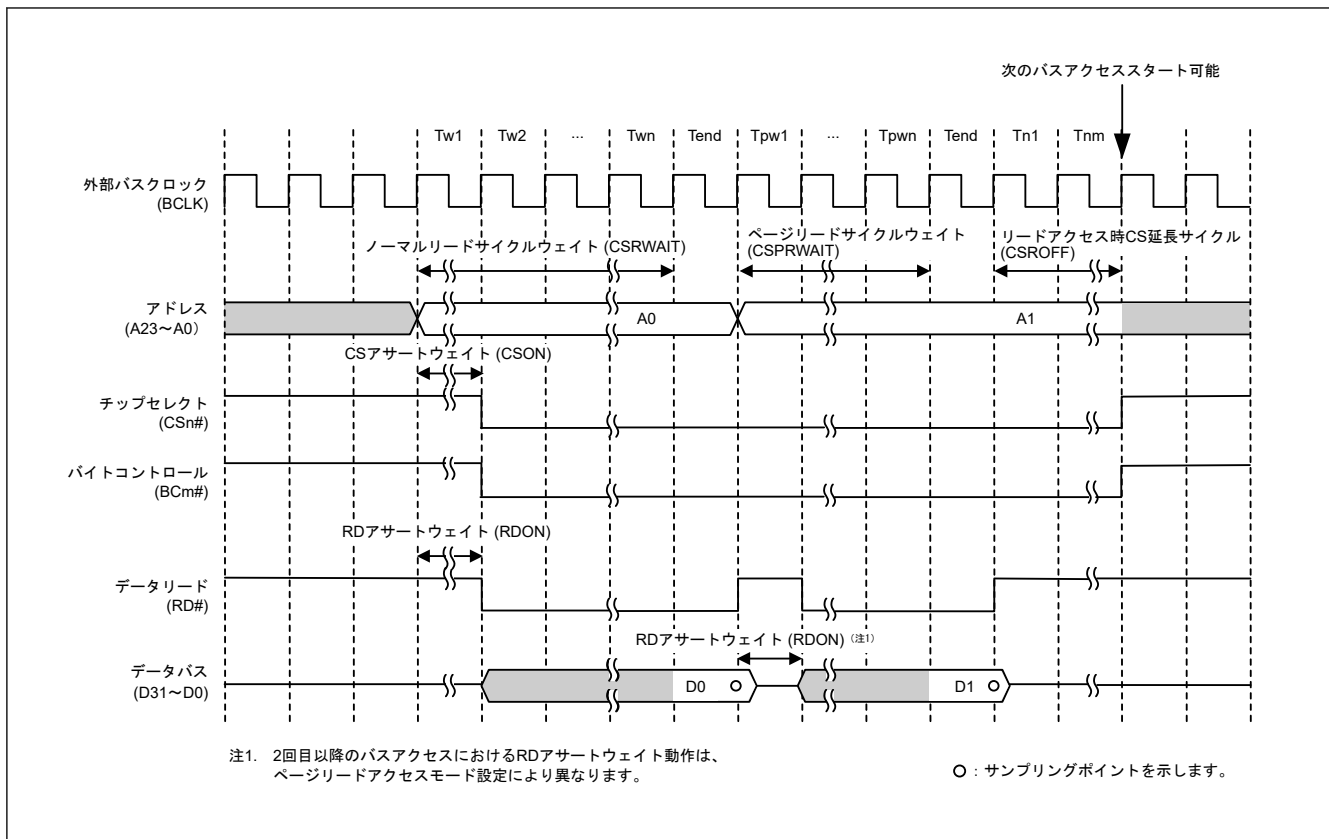 次のバスアクセススタート可能
Tw1 Tw2 ... Twn Tend Tpw1 ... Tpwn Tend Tn1 Tnm
外部バスクロック
(BCLK)
ノーマルリードサイクルウェイト (CSRWAIT)
ページリードサイクルウェイト
(CSPRWAIT)
リードアクセス時CS延長サイクル
(CSROFF)
アドレス
(A23～A0)
A0
A1
CSアサートウェイト (CSON)
チップセレクト
(CSn#)
バイトコントロール
(BCm#)
RDアサートウェイト (RDON)
データリード
(RD#)
RDアサートウェイト (RDON) (注1)
データバス
(D31～D0)
D0
D1
注1. 2回目以降のバスアクセスにおけるRDアサートウェイト動作は、
ページリードアクセスモード設定により異なります。
○ : サンプリングポイントを示します。